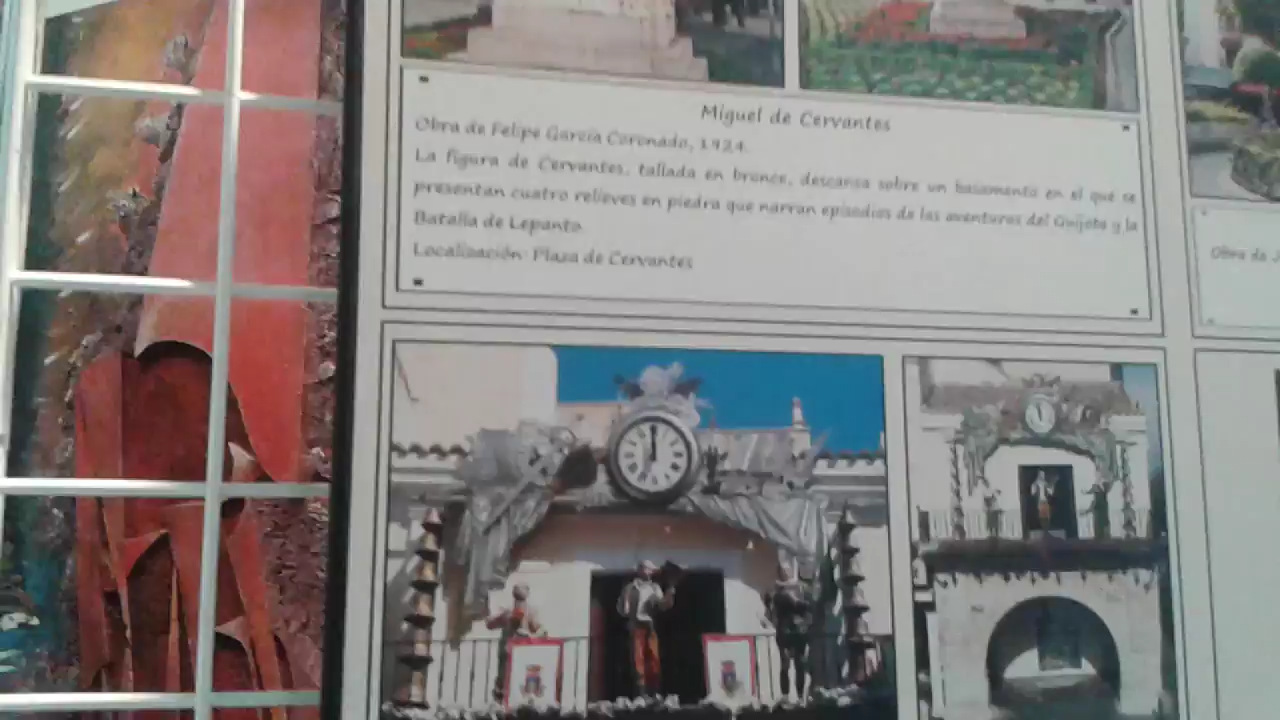 Miguel de Cervantes
Obra de Felipe García Coronado, 1924.
La figura de Cervantes, tallada en bronce, descansa sobre un basamento en el que se
presentan cuatro relieves en piedra que narran episodios de las aventuras del Quijote y la
Batalla de Lepanto.
Localización: Plaza de Cervantes
Obra de J